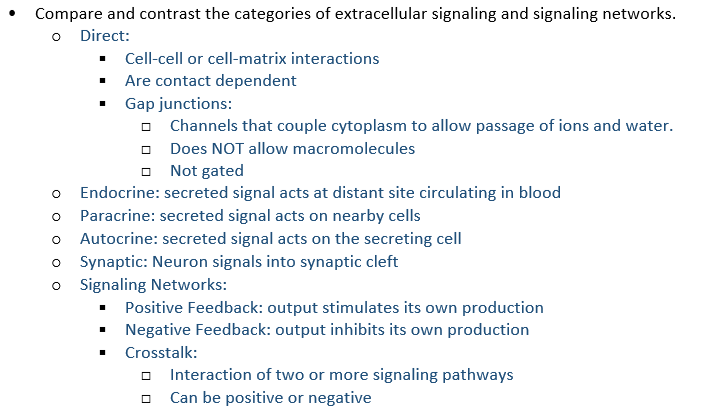 • Compare and contrast the categories of extracellular signaling and signaling networks.
o Direct:
▪ Cell-cell or cell-matrix interactions
▪ Are contact dependent
▪ Gap junctions:
□ Channels that couple cytoplasm to allow passage of ions and water.
□ Does NOT allow macromolecules
□ Not gated
o Endocrine: secreted signal acts at distant site circulating in blood
o Paracrine: secreted signal acts on nearby cells
o Autocrine: secreted signal acts on the secreting cell
o Synaptic: Neuron signals into synaptic cleft
o Signaling Networks:
▪ Positive Feedback: output stimulates its own production
▪ Negative Feedback: output inhibits its own production
▪ Crosstalk:
□ Interaction of two or more signaling pathways
□ Can be positive or negative